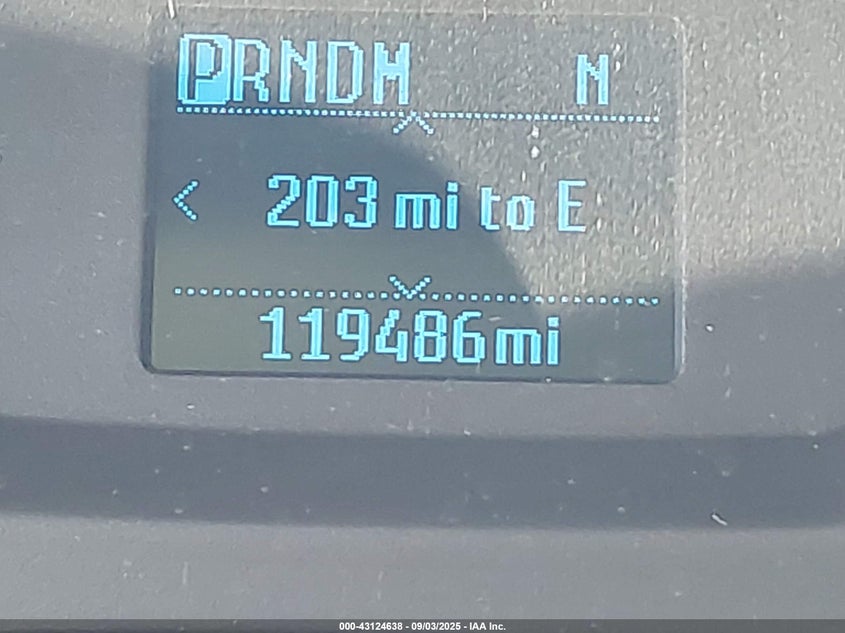 PRNDM N
< 203 mi to E
119486mi
000-43124638 - 09/03/2025 - IAA Inc.